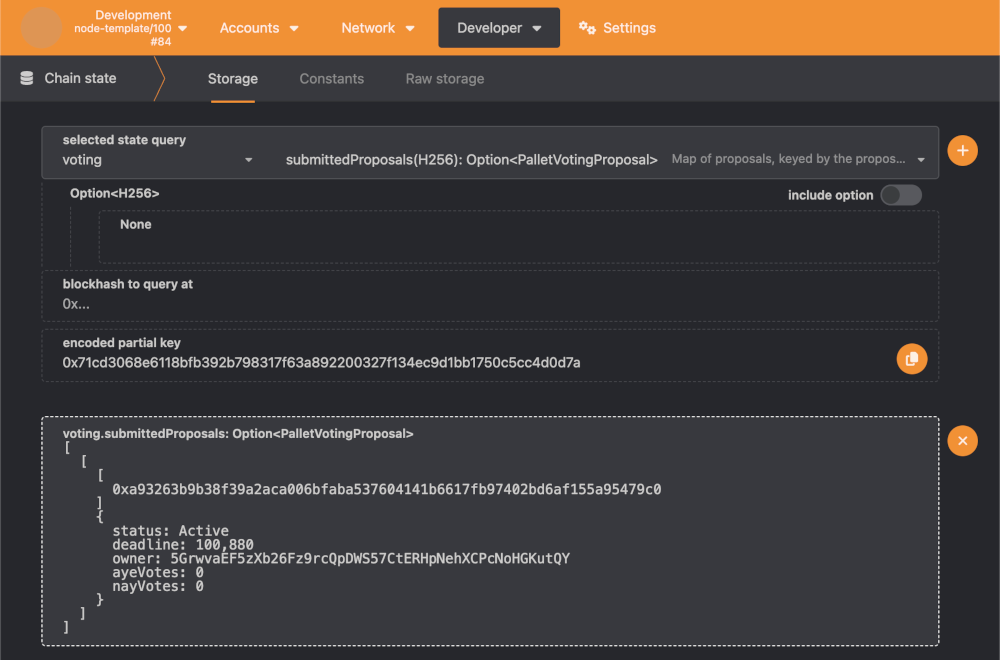 Development
node-template/100
#84
Accounts
Network
Developer
Settings
Chain state
Storage
Constants
Raw storage
selected state query
voting
submittedProposals(H256): Option<PalletVotingProposal>
Map of proposals, keyed by the propos...
Option<H256>
include option
None
blockhash to query at
0x...
encoded partial key
0x71cd3068e6118bfb392b798317f63a892200327f134ec9d1bb1750c5cc4d0d7a
voting.submittedProposals: Option<PalletVotingProposal>
[
[
[
0xa93263b9b38f39a2aca006bfaba537604141b6617fb97402bd6af155a95479c0
]
{
status: Active
deadline: 100,880
owner: 5GrwvaEF5zXb26Fz9rcQpDWS57CtERHpNehXCPcNoHGKutQY
ayeVotes: 0
nayVotes: 0
}
]
]